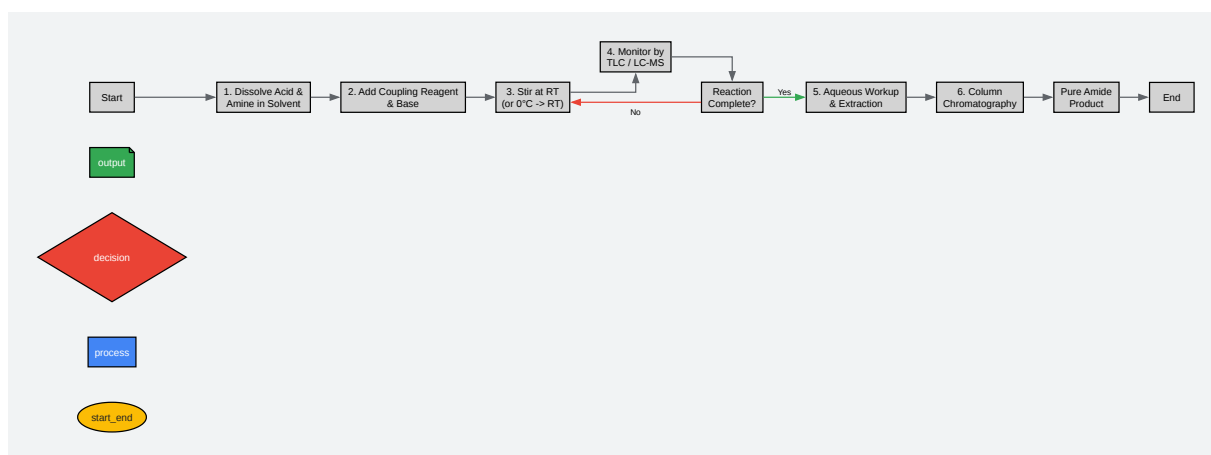 Start
1. Dissolve Acid &
Amine in Solvent
2. Add Coupling Reagent
& Base
3. Stir at RT
(or 0°C -> RT)
4. Monitor by
TLC / LC-MS
Reaction
Complete?
No
Yes
5. Aqueous Workup
& Extraction
6. Column
Chromatography
Pure Amide
Product
End
output
decision
process
start_end